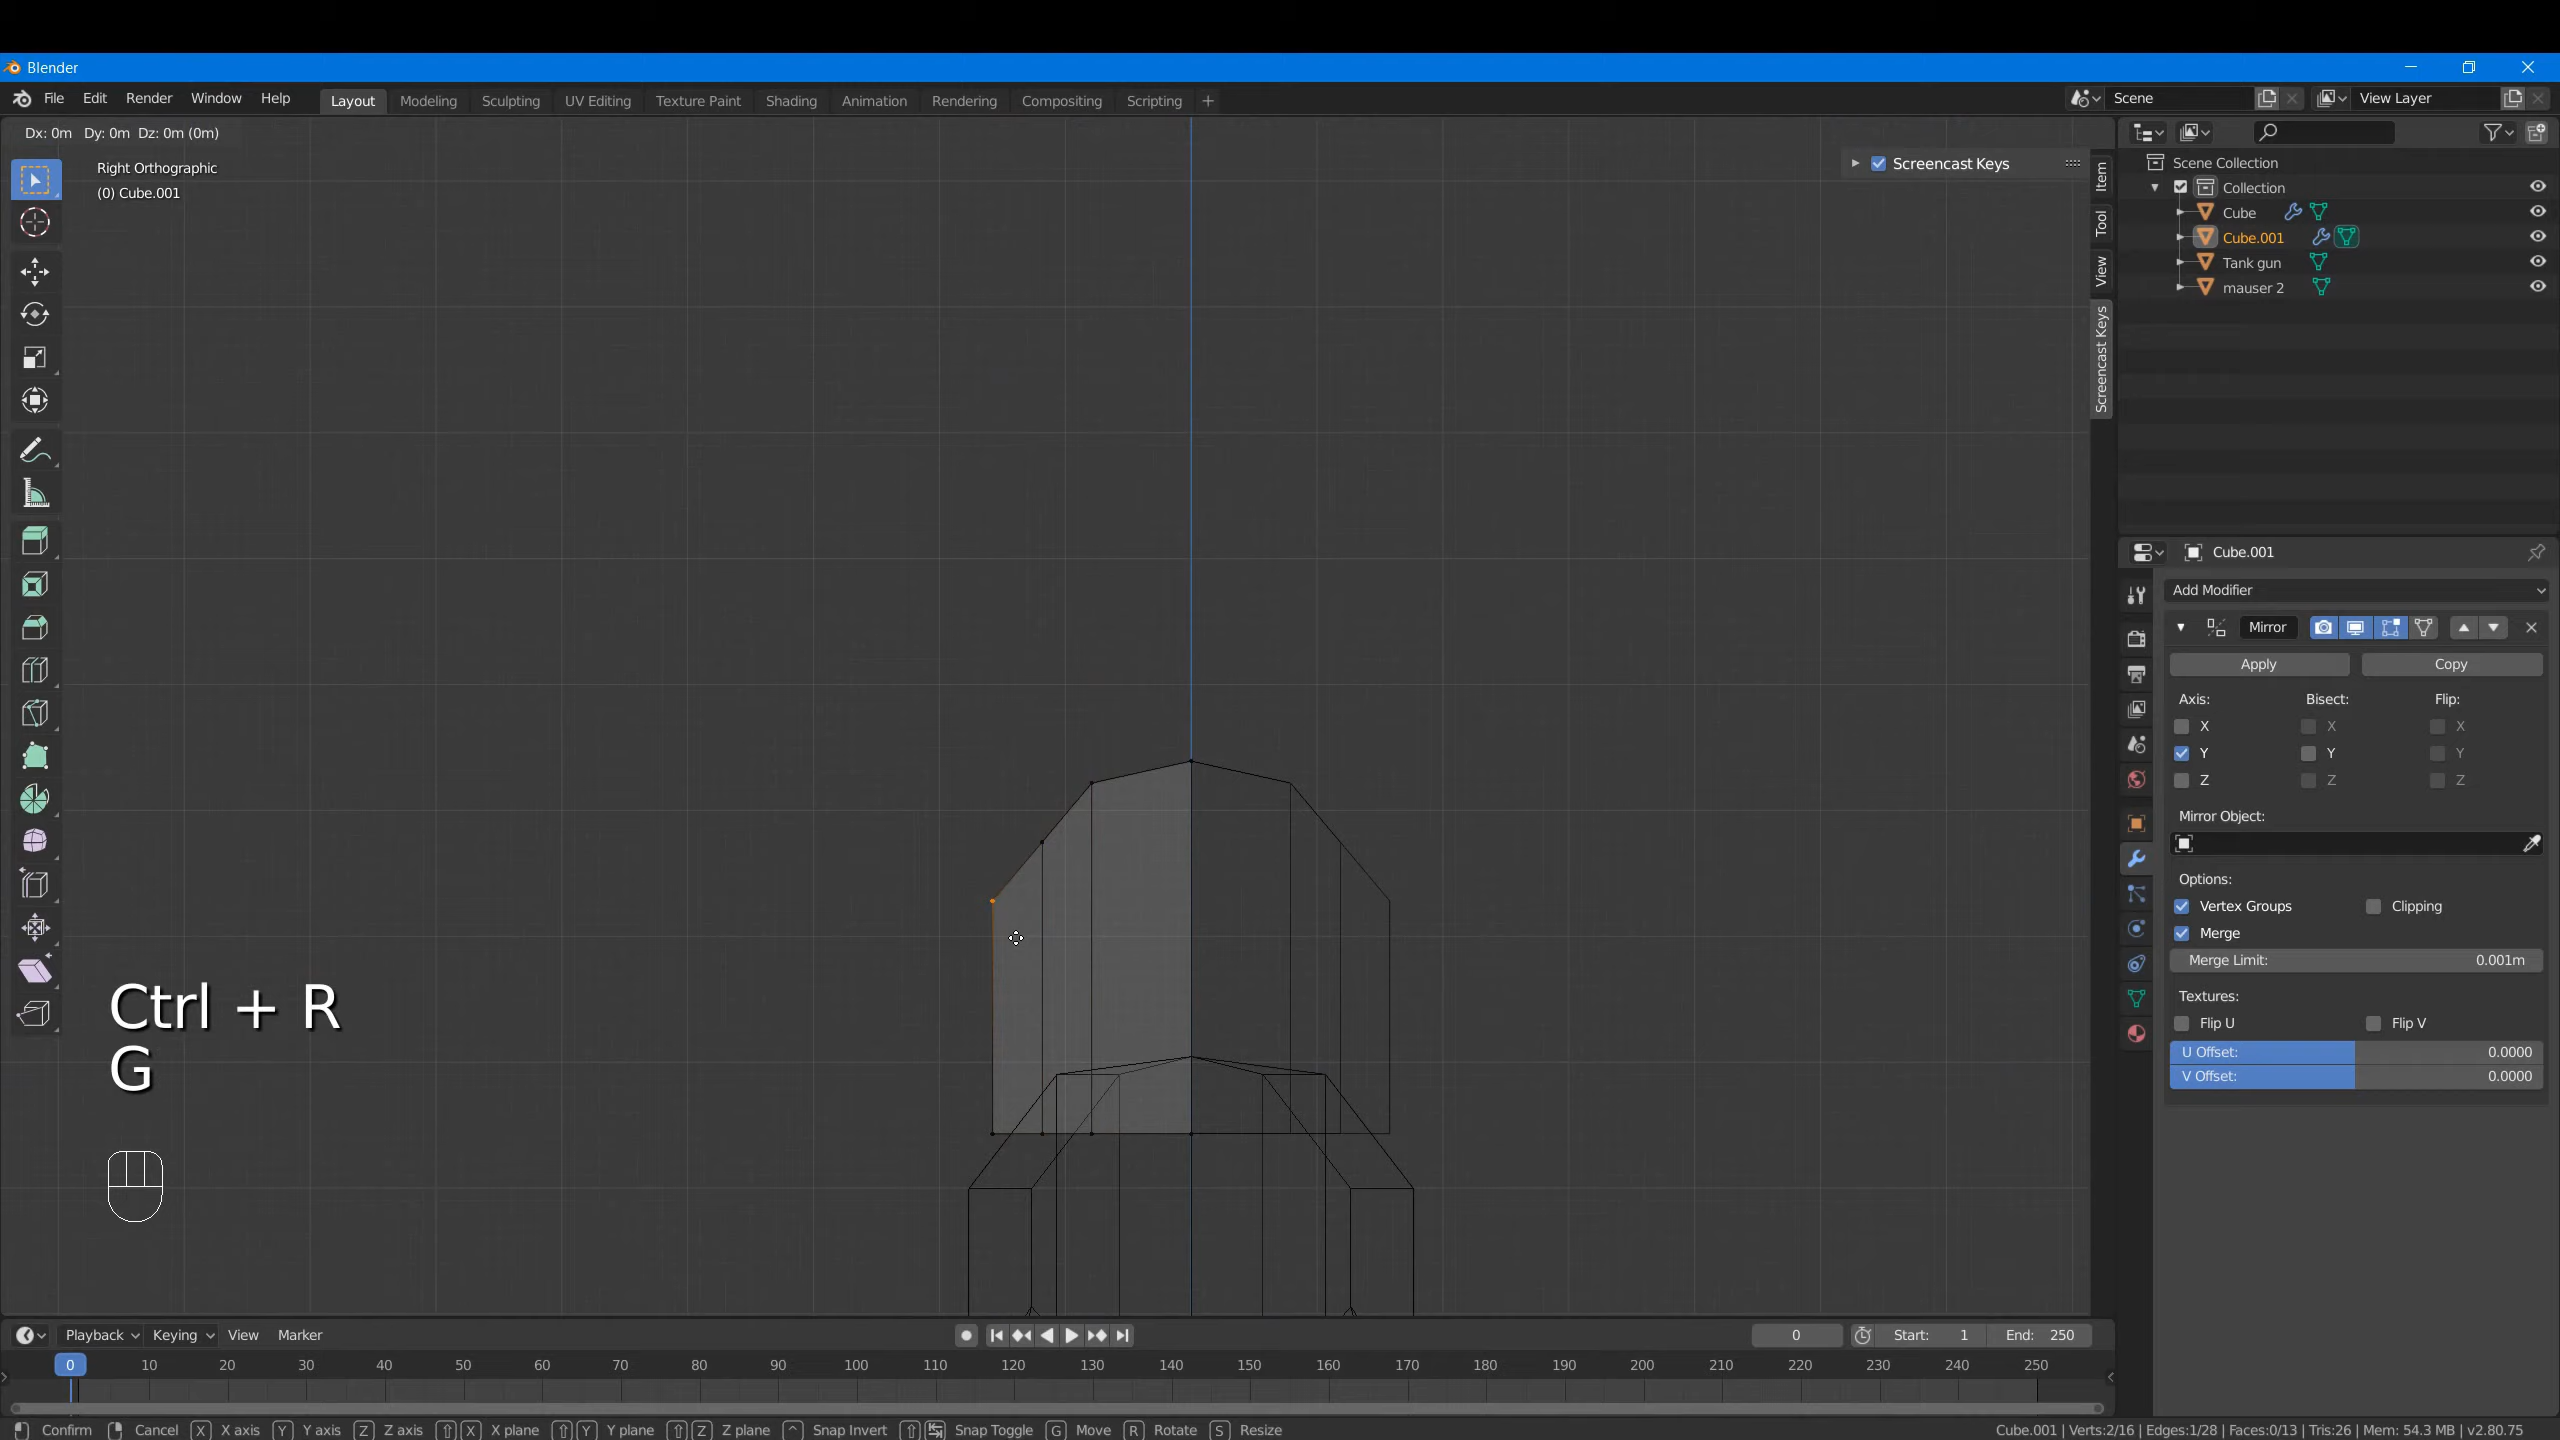 Blender
File Edit Render Window Help
Layout Modeling Sculpting UV Editing Texture Paint Shading Animation Rendering Compositing Scripting +
Scene
View Layer
Dx: 0m Dy: 0m Dz: 0m (0m)
Right Orthographic
(0) Cube.001
Screencast Keys
Item
Tool
View
Screencast Keys
Scene Collection
Collection
Cube
Cube.001
Tank gun
mauser 2
Cube.001
Add Modifier
Mirror
Apply Copy
Axis: Bisect: Flip:
X X X
Y Y Y
Z Z Z
Mirror Object:
Options:
Vertex Groups Clipping
Merge
Merge Limit: 0.001m
Textures:
Flip U Flip V
U Offset: 0.0000
V Offset: 0.0000
Ctrl + R
G
Playback Keying View Marker
0 Start: 1 End: 250
0 10 20 30 40 50 60 70 80 90 100 110 120 130 140 150 160 170 180 190 200 210 220 230 240 250
Confirm Cancel X X axis Y Y axis Z Z axis X X plane Y Y plane Z Z plane Snap Invert Snap Toggle G Move R Rotate S Resize
Cube.001 | Verts:2/16 | Edges:1/28 | Faces:0/13 | Tris:26 | Mem: 54.3 MB | v2.80.75